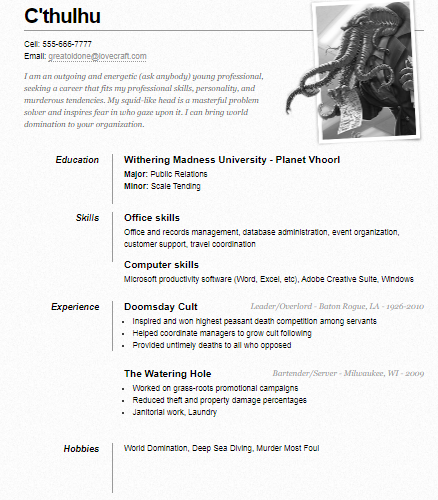 C'thulhu
Cell: 555-666-7777
Email: greatoldone@lovecraft.com
I am an outgoing and energetic (ask anybody) young professional,
seeking a career that fits my professional skills, personality, and
murderous tendencies. My squid-like head is a masterful problem
solver and inspires fear in who gaze upon it. I can bring world
domination to your organization.
Education
Withering Madness University - Planet Vhoorl
Major: Public Relations
Minor: Scale Tending
Skills
Office skills
Office and records management, database administration, event organization,
customer support, travel coordination
Computer skills
Microsoft productivity software (Word, Excel, etc), Adobe Creative Suite, Windows
Experience
Doomsday Cult Leader/Overlord - Baton Rogue, LA - 1926-2010
• Inspired and won highest peasant death competition among servants
• Helped coordinate managers to grow cult following
• Provided untimely deaths to all who opposed
The Watering Hole Bartender/Server - Milwaukee, WI - 2009
• Worked on grass-roots promotional campaigns
• Reduced theft and property damage percentages
• Janitorial work, Laundry
Hobbies
World Domination, Deep Sea Diving, Murder Most Foul